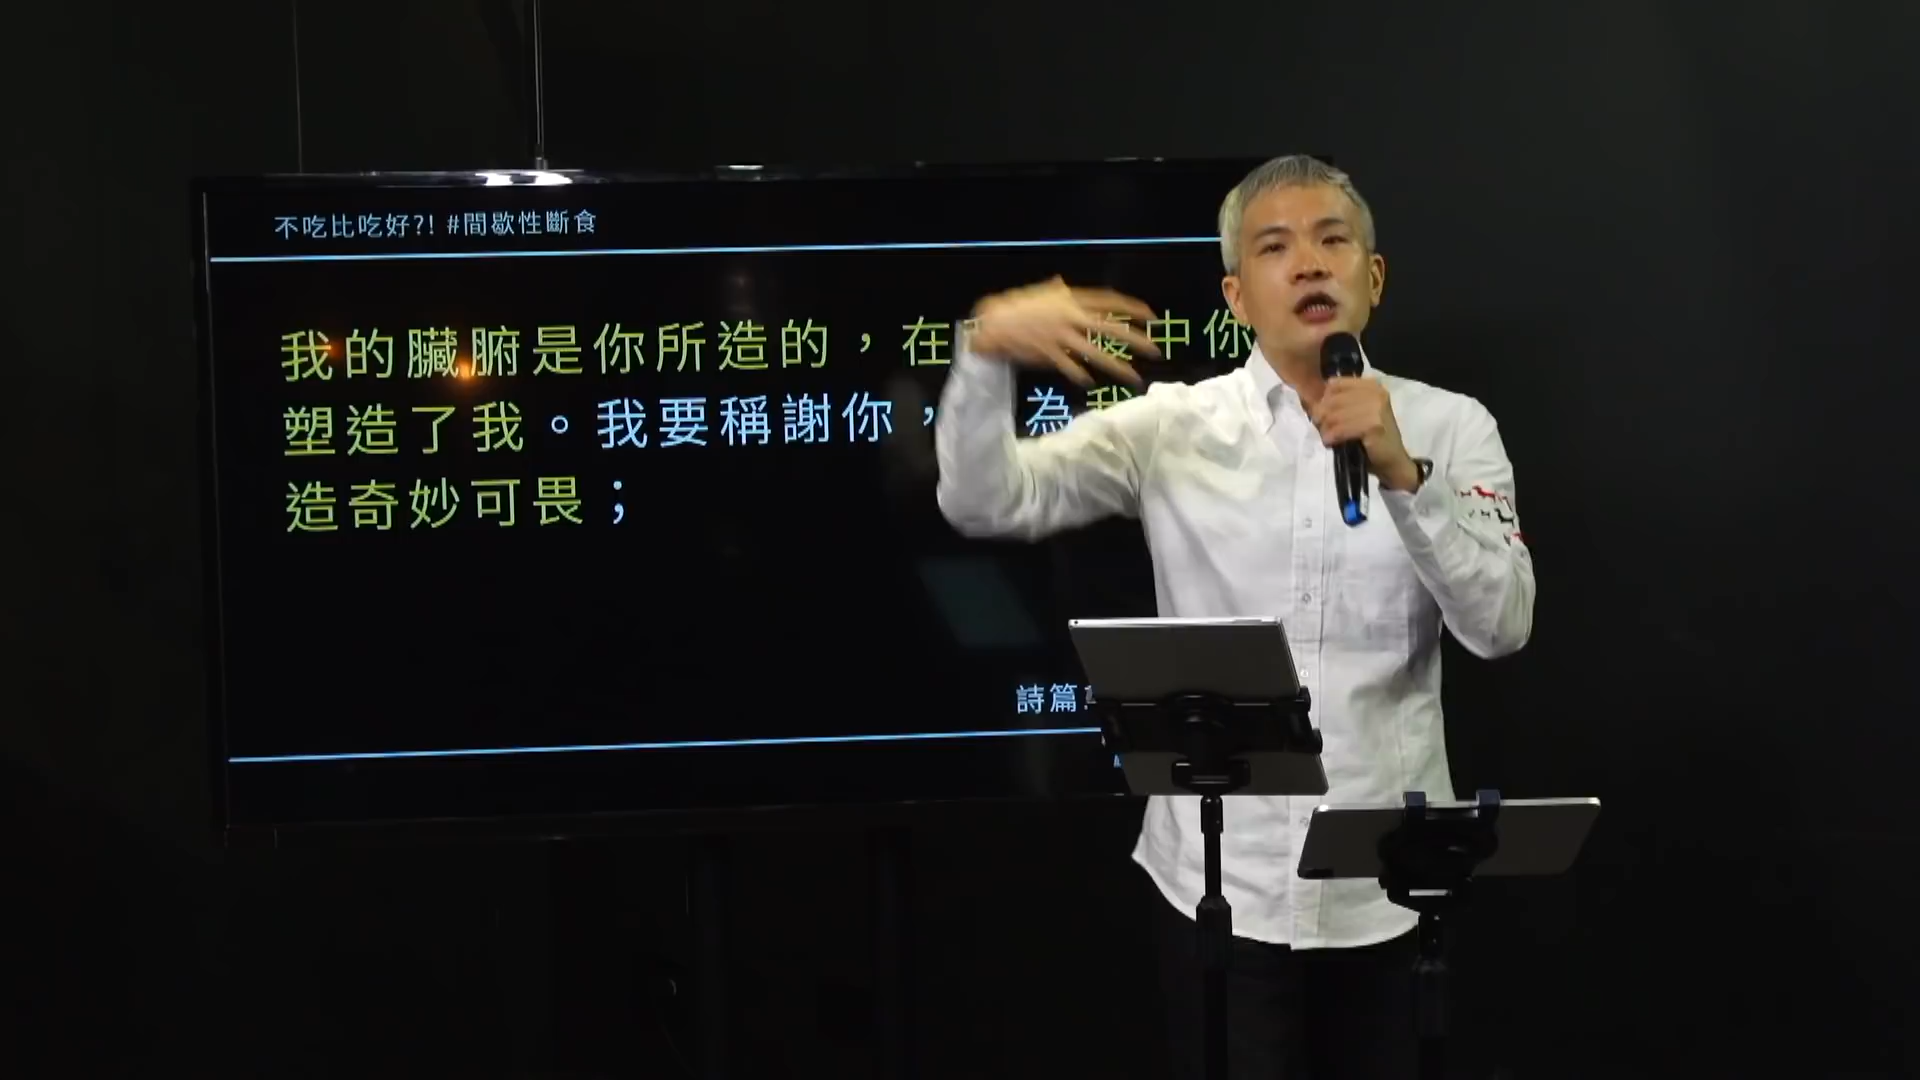 不吃比吃好?! #間歇性斷食
我的臟腑是你所造的，在腹中你
塑造了我。我要稱謝你，為我
造奇妙可畏；
詩篇